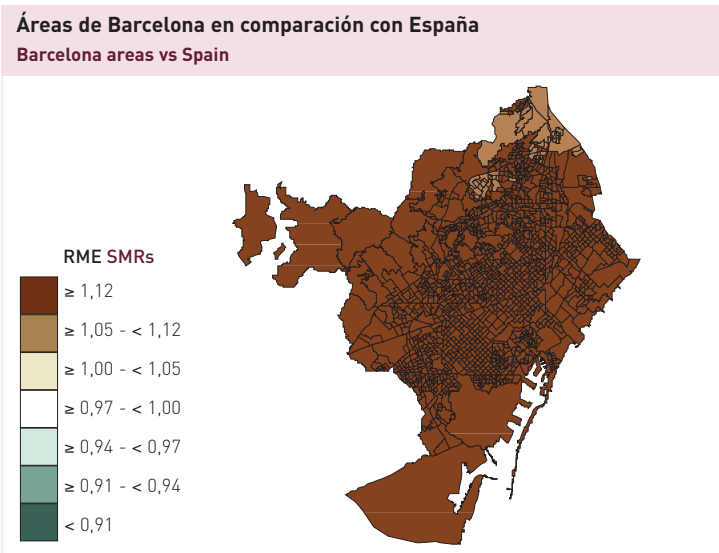 Áreas de Barcelona en comparación con España
Barcelona areas vs Spain
RME SMRs
≥ 1,12
≥ 1,05 - < 1,12
≥ 1,00 - < 1,05
≥ 0,97 - < 1,00
≥ 0,94 - < 0,97
≥ 0,91 - < 0,94
< 0,91